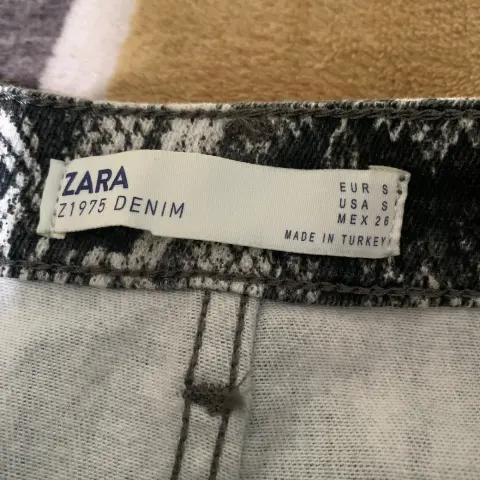 ZARA
Z1975 DENIM
EUR S
USA S
MEX 26
MADE IN TURKEY